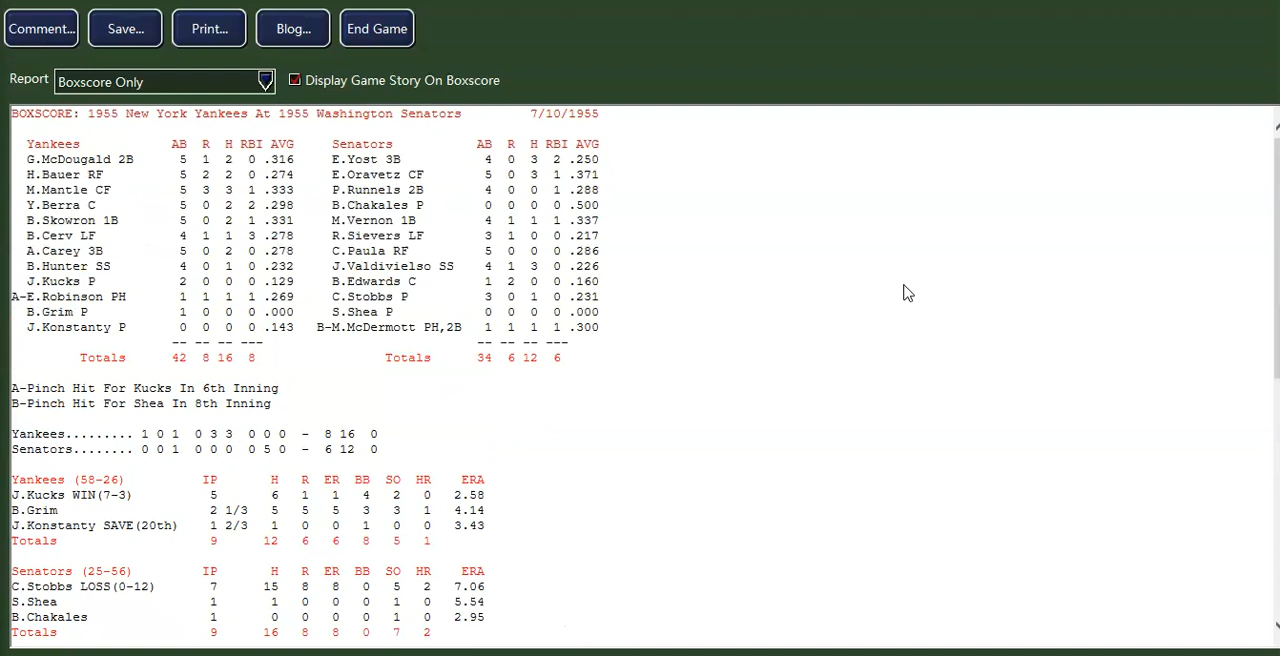 Comment... Save... Print... Blog... End Game
Report Boxscore Only Display Game Story On Boxscore
BOXSCORE: 1955 New York Yankees At 1955 Washington Senators 7/10/1955
Yankees AB R H RBI AVG Senators AB R H RBI AVG
G.McDougald 2B 5 1 2 0 .316 E.Yost 3B 4 0 3 2 .250
H.Bauer RF 5 2 2 0 .274 E.Oravetz CF 5 0 3 1 .371
M.Mantle CF 5 3 3 1 .333 P.Runnels 2B 4 0 0 1 .288
Y.Berra C 5 0 2 2 .298 B.Chakales P 0 0 0 0 .500
B.Skowron 1B 5 0 2 1 .331 M.Vernon 1B 4 1 1 1 .337
B.Cerv LF 4 1 1 3 .278 R.Sievers LF 3 1 0 0 .217
A.Carey 3B 5 0 2 0 .278 C.Paula RF 5 0 0 0 .286
B.Hunter SS 4 0 1 0 .232 J.Valdivielso SS 4 1 3 0 .226
J.Kucks P 2 0 0 0 .129 B.Edwards C 1 2 0 0 .160
A-E.Robinson PH 1 1 1 1 .269 C.Stobbs P 3 0 1 0 .231
B.Grim P 1 0 0 0 .000 S.Shea P 0 0 0 0 .000
J.Konstanty P 0 0 0 0 .143 B-M.McDermott PH,2B 1 1 1 1 .300
-- -- -- --- -- -- -- ---
Totals 42 8 16 8 Totals 34 6 12 6
A-Pinch Hit For Kucks In 6th Inning
B-Pinch Hit For Shea In 8th Inning
Yankees......... 1 0 1 0 3 3 0 0 0 - 8 16 0
Senators........ 0 0 1 0 0 0 0 5 0 - 6 12 0
Yankees (58-26) IP H R ER BB SO HR ERA
J.Kucks WIN(7-3) 5 6 1 1 4 2 0 2.58
B.Grim 2 1/3 5 5 5 3 3 1 4.14
J.Konstanty SAVE(20th) 1 2/3 1 0 0 1 0 0 3.43
Totals 9 12 6 6 8 5 1
Senators (25-56) IP H R ER BB SO HR ERA
C.Stobbs LOSS(0-12) 7 15 8 8 0 5 2 7.06
S.Shea 1 1 0 0 0 1 0 5.54
B.Chakales 1 0 0 0 0 1 0 2.95
Totals 9 16 8 8 0 7 2